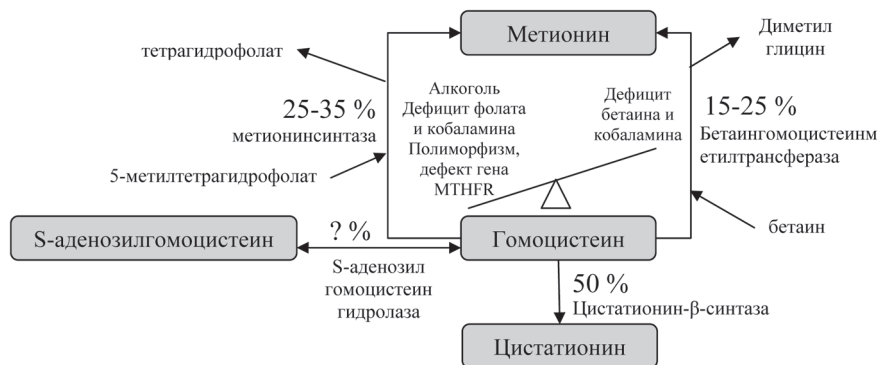 Метионин
Диметил
глицин
тетрагидрофолат
25-35 %
метионинсинтаза
5-метилтетрагидрофолат
Алкоголь
Дефицит фолата
и кобаламина
Полиморфизм,
дефект гена
MTHFR
Дефицит
бетаина и
кобаламина
15-25 %
Бетаингомоцистеинм
етилтрансфераза
бетаин
S-аденозилгомоцистеин
? %
S-аденозил
гомоцистеин
гидролаза
Гомоцистеин
50 %
Цистатионин-β-синтаза
Цистатионин